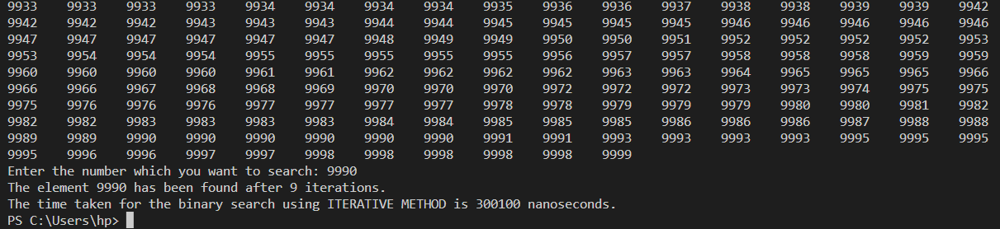 9933 9933 9933 9933 9934 9934 9934 9934 9935 9936 9936 9937 9938 9938 9939 9939 9942
9942 9942 9942 9943 9943 9943 9944 9944 9945 9945 9945 9945 9946 9946 9946 9946 9946
9947 9947 9947 9947 9947 9947 9948 9949 9949 9950 9950 9951 9952 9952 9952 9952 9953
9953 9954 9954 9954 9955 9955 9955 9955 9955 9956 9957 9957 9958 9958 9958 9959 9959
9960 9960 9960 9960 9961 9961 9962 9962 9962 9962 9963 9963 9964 9965 9965 9965 9966
9966 9966 9967 9968 9968 9969 9970 9970 9970 9972 9972 9972 9973 9973 9974 9975 9975
9975 9976 9976 9976 9977 9977 9977 9977 9978 9978 9979 9979 9979 9980 9980 9981 9982
9982 9982 9983 9983 9983 9983 9984 9984 9985 9985 9985 9986 9986 9986 9987 9988 9988
9989 9989 9990 9990 9990 9990 9990 9990 9991 9991 9993 9993 9993 9993 9995 9995 9995
9995 9996 9996 9997 9997 9998 9998 9998 9998 9998 9999
Enter the number which you want to search: 9990
The element 9990 has been found after 9 iterations.
The time taken for the binary search using ITERATIVE METHOD is 300100 nanoseconds.
PS C:\Users\hp>